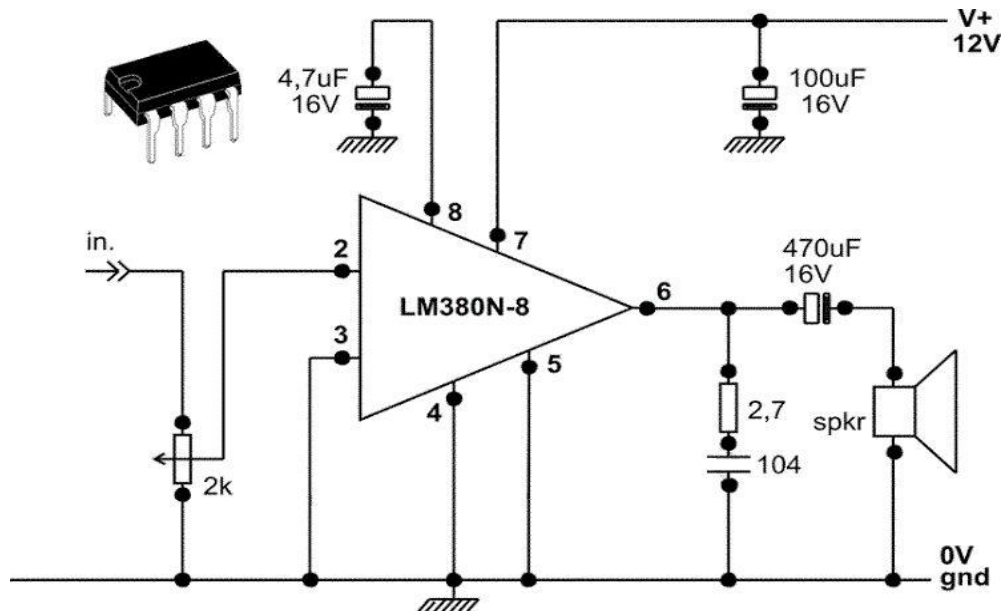 V+
12V
4,7uF
16V
100uF
16V
8
7
in.
2
470uF
16V
LM380N-8
6
3
5
4
2,7
spkr
104
2k
0V
gnd